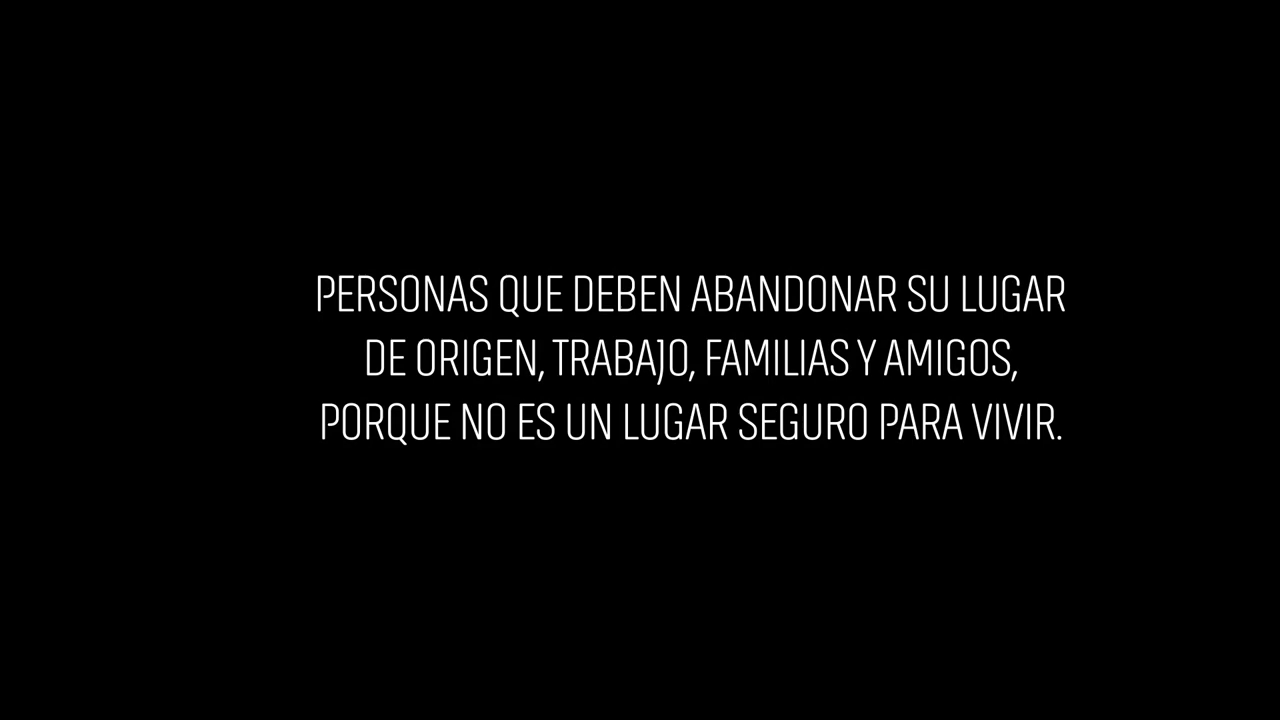 PERSONAS QUE DEBEN ABANDONAR SU LUGAR
DE ORIGEN, TRABAJO, FAMILIAS Y AMIGOS,
PORQUE NO ES UN LUGAR SEGURO PARA VIVIR.